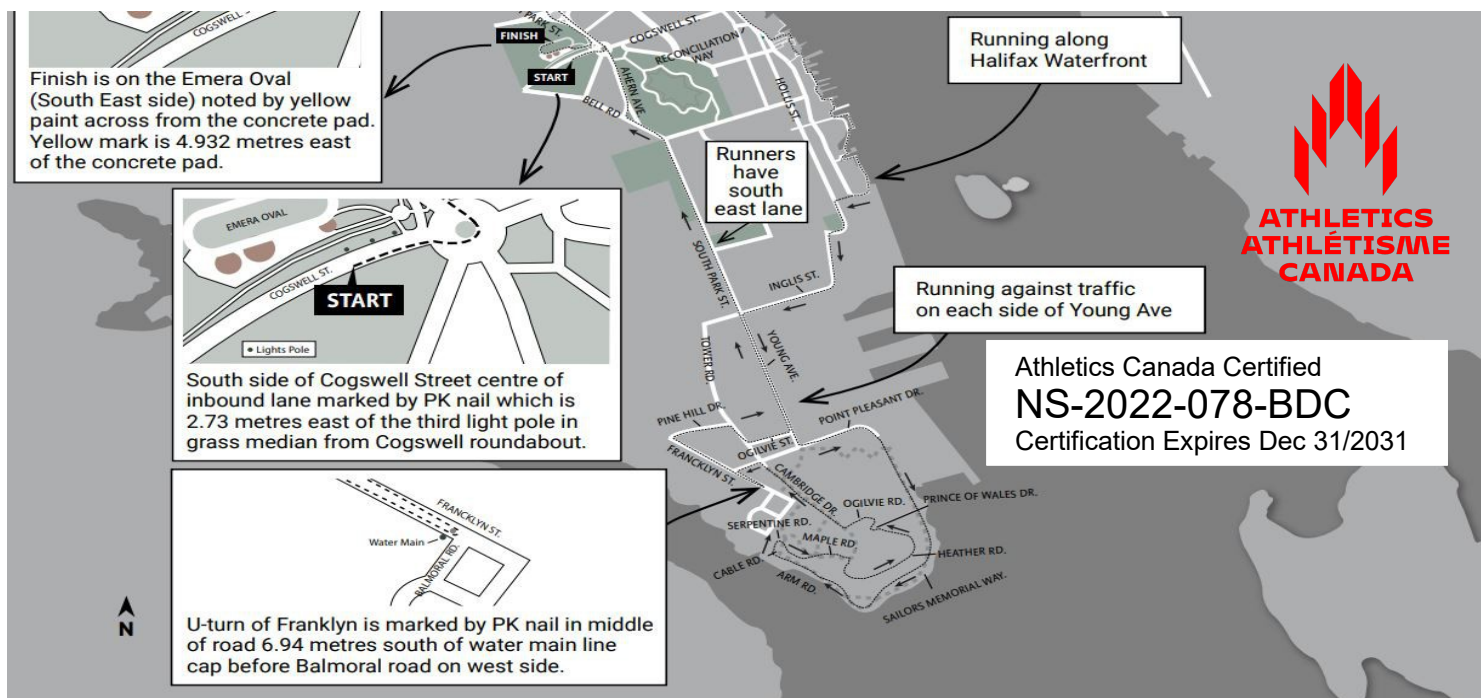 COGSWELL S
Finish is on the Emera Oval
(South East side) noted by yellow
paint across from the concrete pad.
Yellow mark is 4.932 metres east
of the concrete pad.
PARK ST.
FINISH
START
COGSWELL ST.
RECONCILIATION
WAY
AHERN AVE
BELL RD
HOLLIS ST.
Running along
Halifax Waterfront
ATHLETICS
ATHLÉTISME
CANADA
Runners
have
south
east lane
EMERA OVAL
COGSWELL ST.
START
Lights Pole
South side of Cogswell Street centre of
inbound lane marked by PK nail which is
2.73 metres east of the third light pole in
grass median from Cogswell roundabout.
SOUTH PARK ST.
INGLIS ST.
Running against traffic
on each side of Young Ave
YOUNG AVE.
TOWER RD.
PINE HILL DR.
POINT PLEASANT DR.
OGILVIE ST.
FRANCKLYN ST.
CAMBRIDGE DR.
OGILVIE RD.
PRINCE OF WALES DR.
SERPENTINE RD.
MAPLE RD
HEATHER RD.
CABLE RD.
ARM RD.
SAILORS MEMORIAL WAY.
Athletics Canada Certified
NS-2022-078-BDC
Certification Expires Dec 31/2031
FRANCKLYN ST.
Water Main
BALMORAL RD.
U-turn of Franklyn is marked by PK nail in middle
of road 6.94 metres south of water main line
cap before Balmoral road on west side.
N